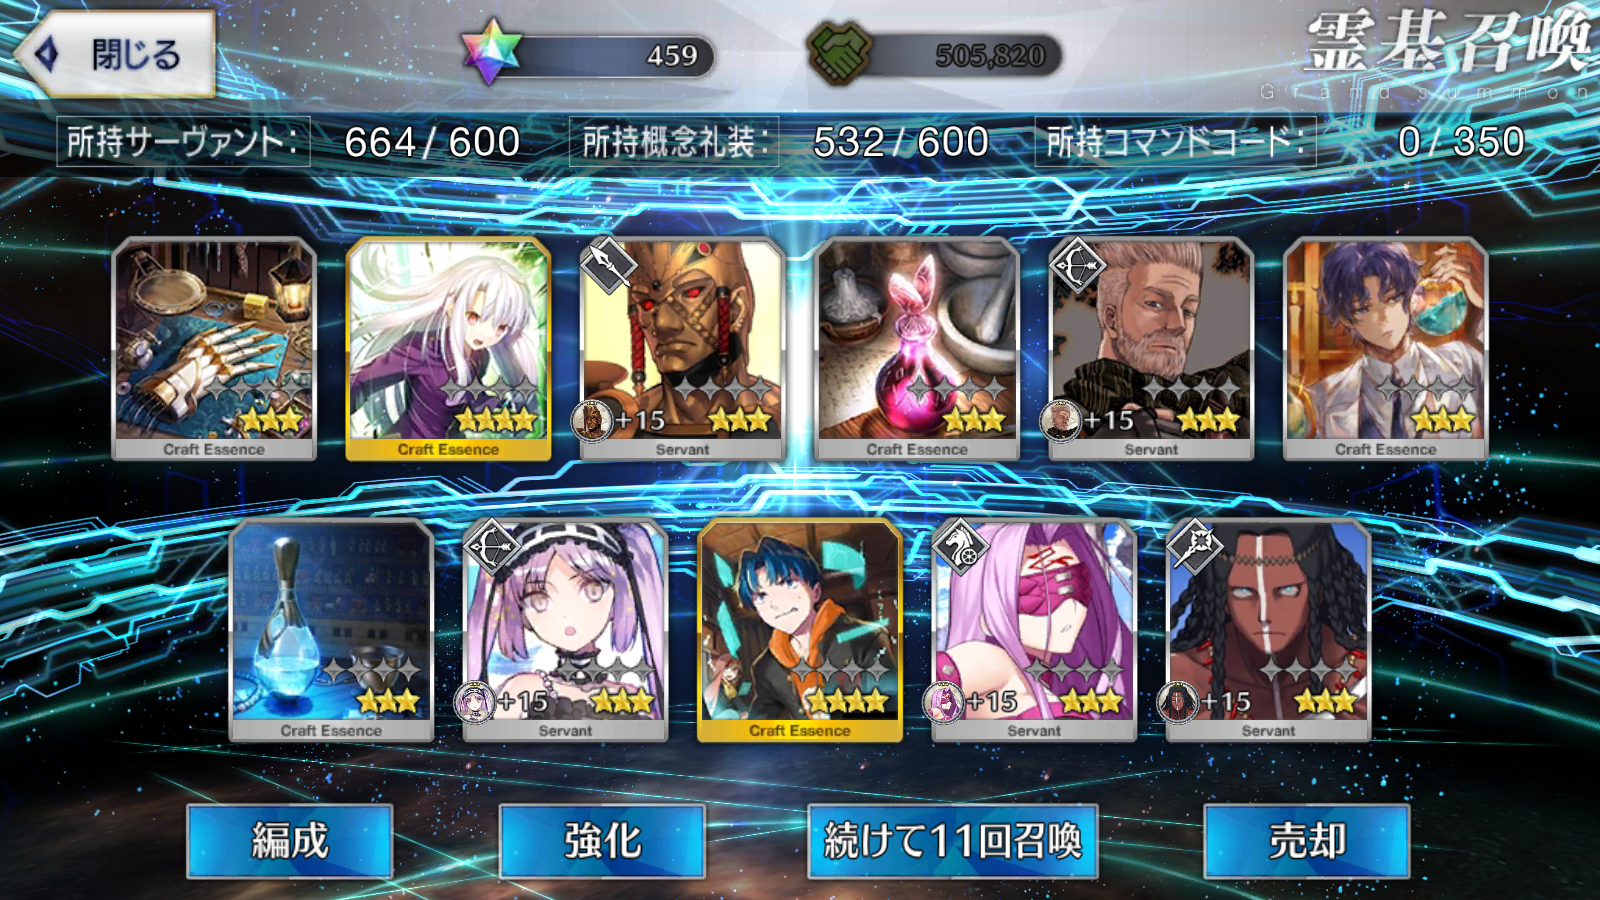 閉じる
459
505,820
霊基召喚
Grand summon
所持サーヴァント: 664/ 600
所持概念礼装: 532/ 600
所持コマンドコード: 0/ 350
Craft Essence
Craft Essence
+15
Servant
Craft Essence
+15
Servant
Craft Essence
Craft Essence
+15
Servant
Craft Essence
+15
Servant
+15
Servant
編成
強化
続けて11回召喚
売却